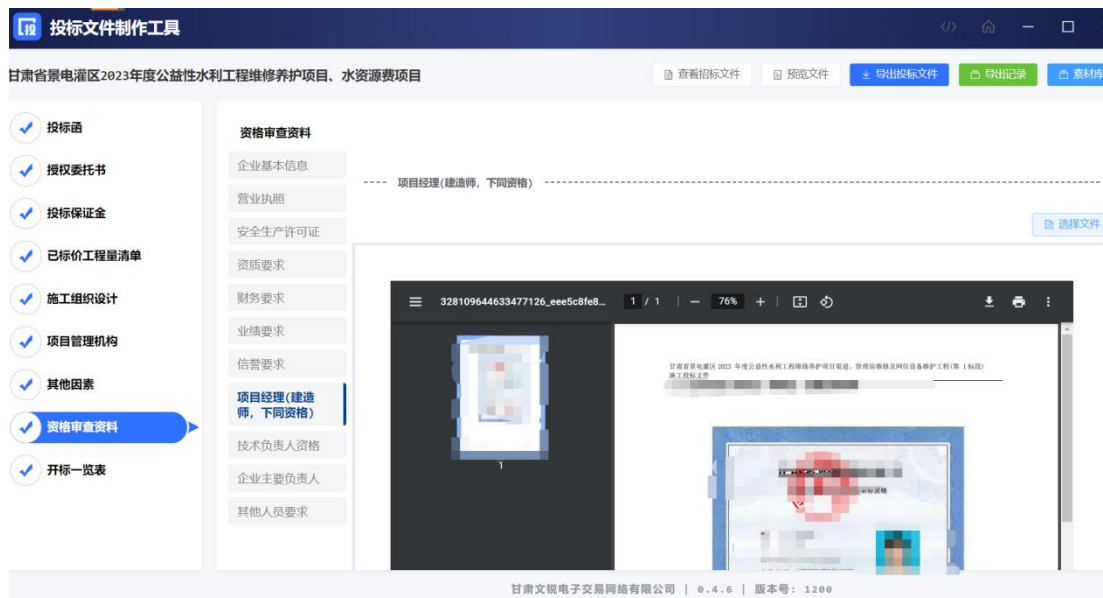 投 投标文件制作工具
甘肃省景电灌区2023年度公益性水利工程维修养护项目、水资源费项目
查看招标文件
预览文件
导出投标文件
导出记录
素材库
投标函
授权委托书
投标保证金
已标价工程量清单
施工组织设计
项目管理机构
其他因素
资格审查资料
开标一览表
资格审查资料
企业基本信息
营业执照
安全生产许可证
资质要求
财务要求
业绩要求
信誉要求
项目经理(建造
师，下同资格)
技术负责人资格
企业主要负责人
其他人员要求
---- 项目经理(建造师，下同资格)
选择文件
328109644633477126_eee5c8fe8...
1 / 1
76%
1
甘肃省景电灌区 2023 年度公益性水利工程维修养护项目渠道、管理房维修及网信设备维护工程(第 1 标段)
施工投标文件
甘肃文锐电子交易网络有限公司 | 0.4.6 | 版本号: 1200